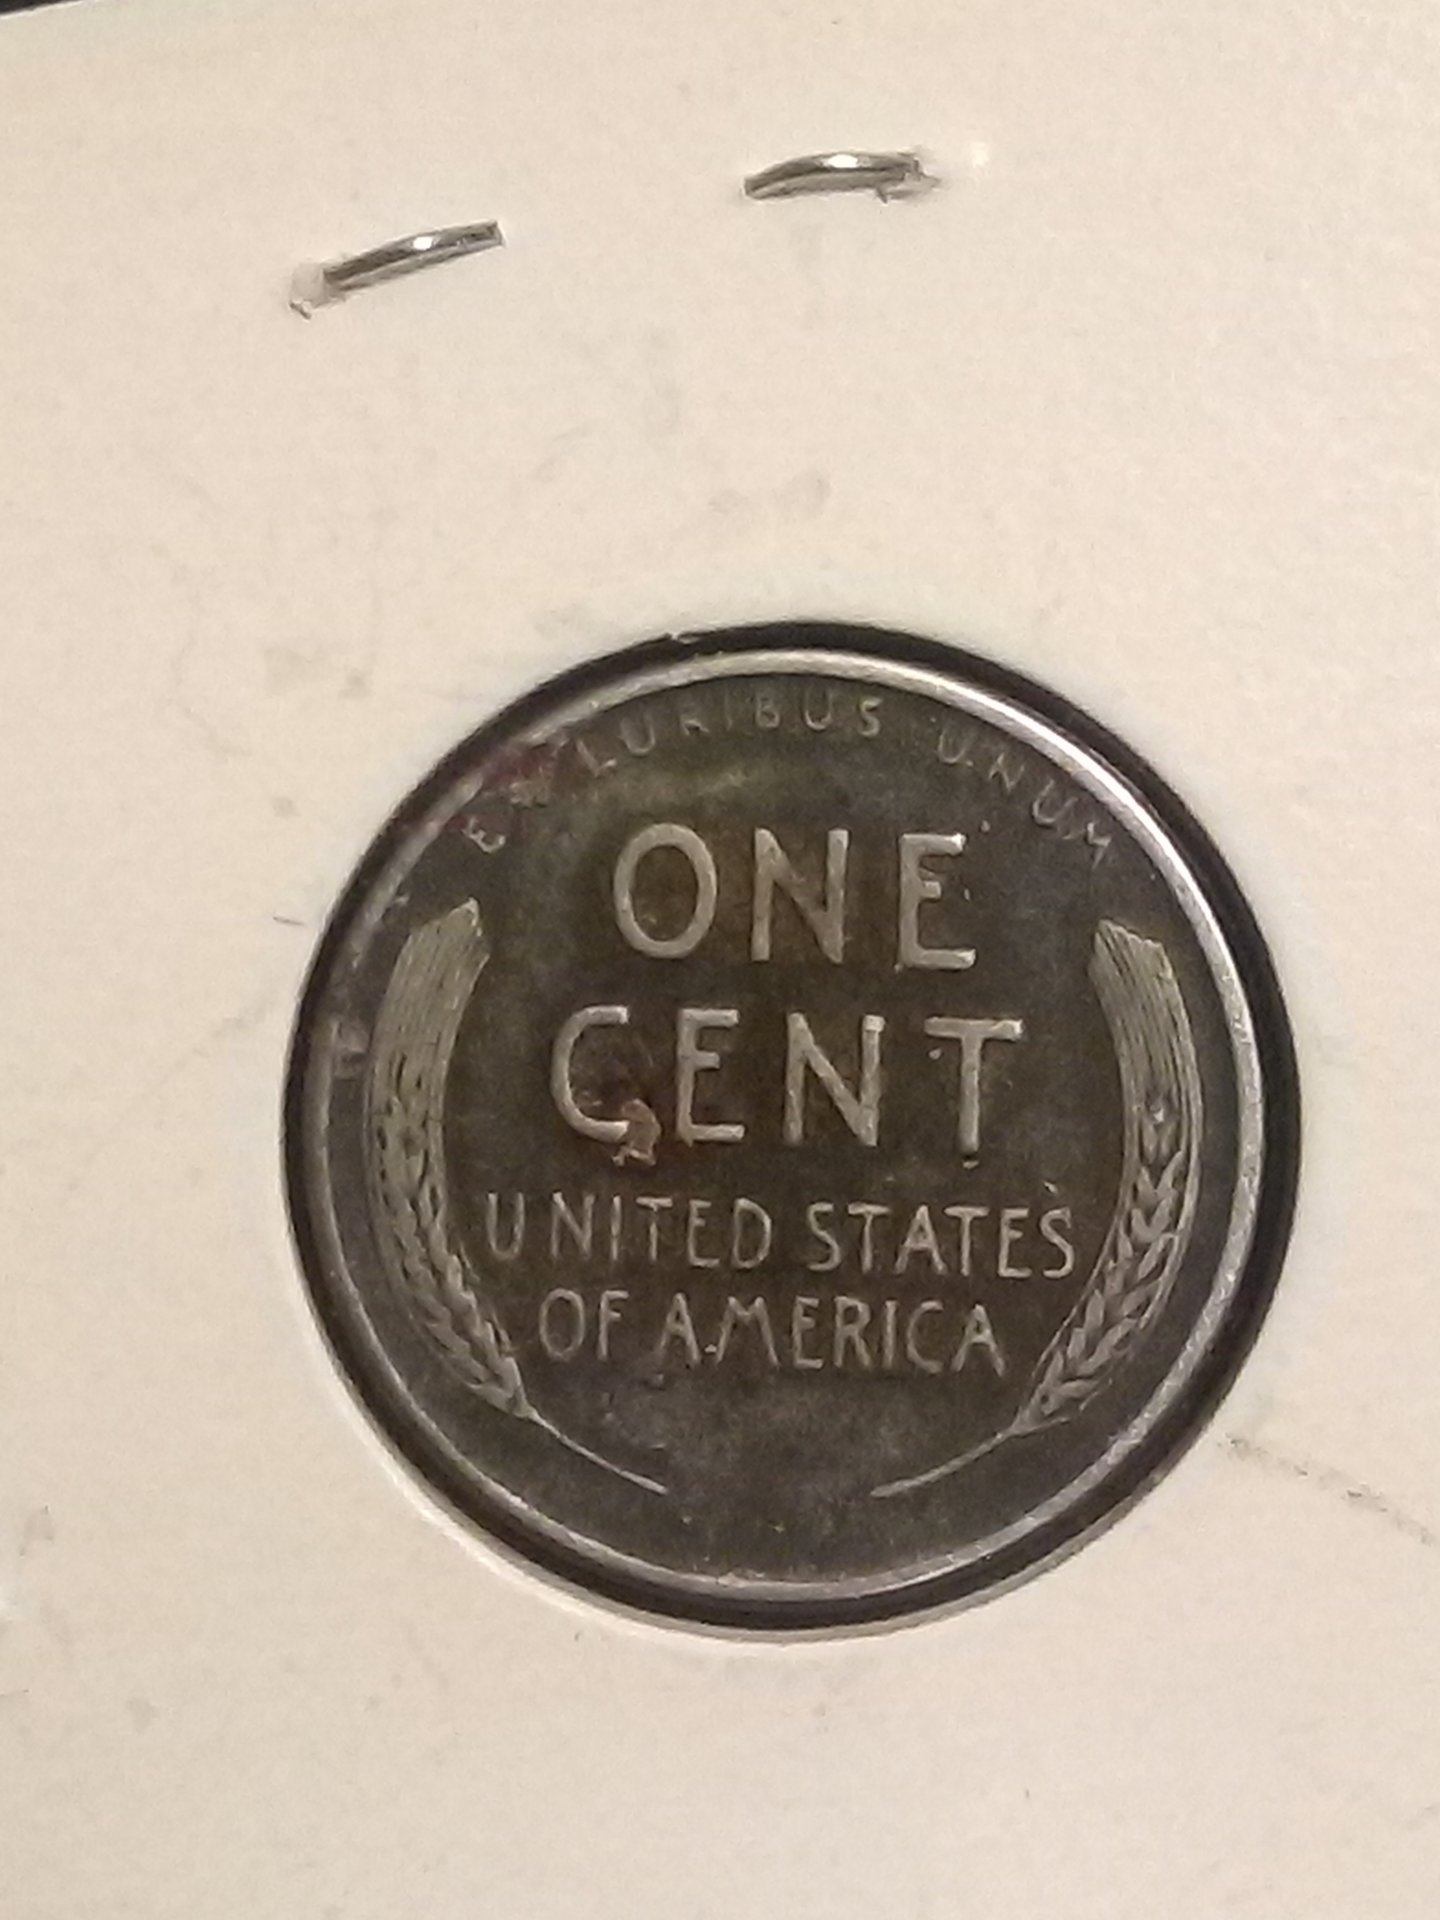 E PLURIBUS UNUM
ONE
CENT
UNITED STATES
OF AMERICA